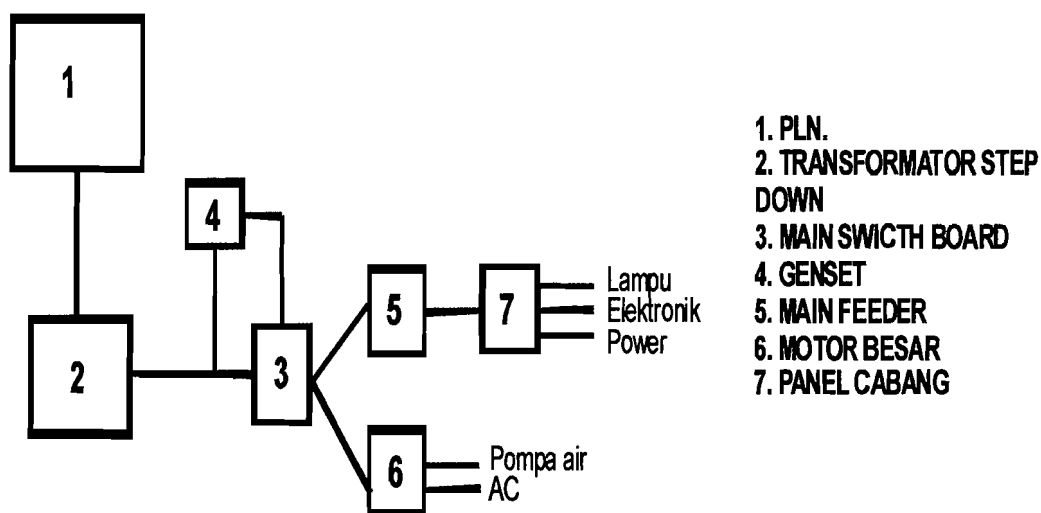 1
4
2
3
5
7
6
Lampu
Elektronik
Power
Pompa air
AC
1. PLN.
2. TRANSFORMATOR STEP
DOWN
3. MAIN SWICTH BOARD
4. GENSET
5. MAIN FEEDER
6. MOTOR BESAR
7. PANEL CABANG